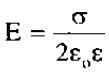 E = σ / 2ε₀ε